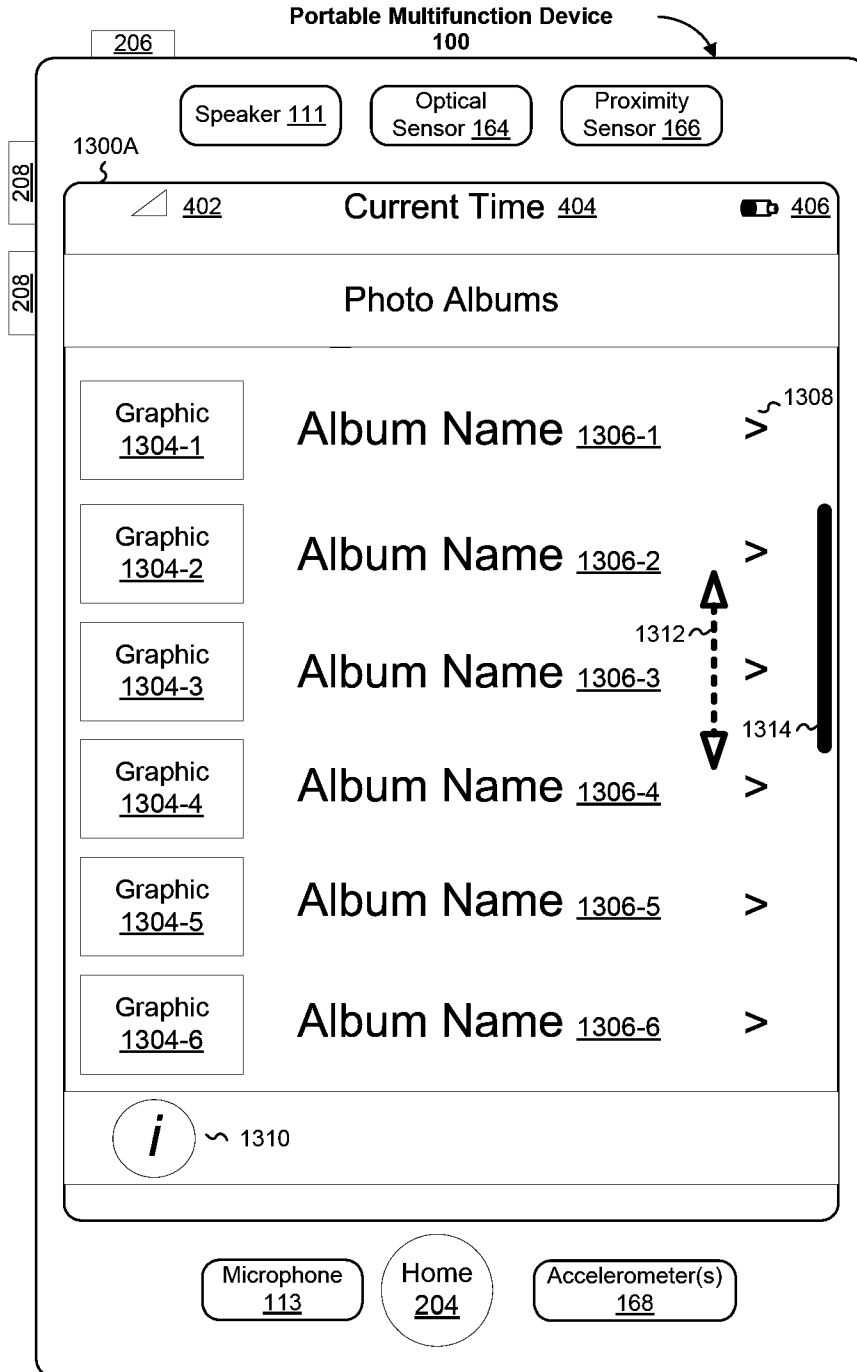 Portable Multifunction Device
100
206
Speaker 111
Optical
Sensor 164
Proximity
Sensor 166
1300A
208
208
402
Current Time 404
406
Photo Albums
Graphic
1304-1
Album Name 1306-1
>
1308
Graphic
1304-2
Album Name 1306-2
>
1312
Graphic
1304-3
Album Name 1306-3
>
1314
Graphic
1304-4
Album Name 1306-4
>
Graphic
1304-5
Album Name 1306-5
>
Graphic
1304-6
Album Name 1306-6
>
i
1310
Microphone
113
Home
204
Accelerometer(s)
168